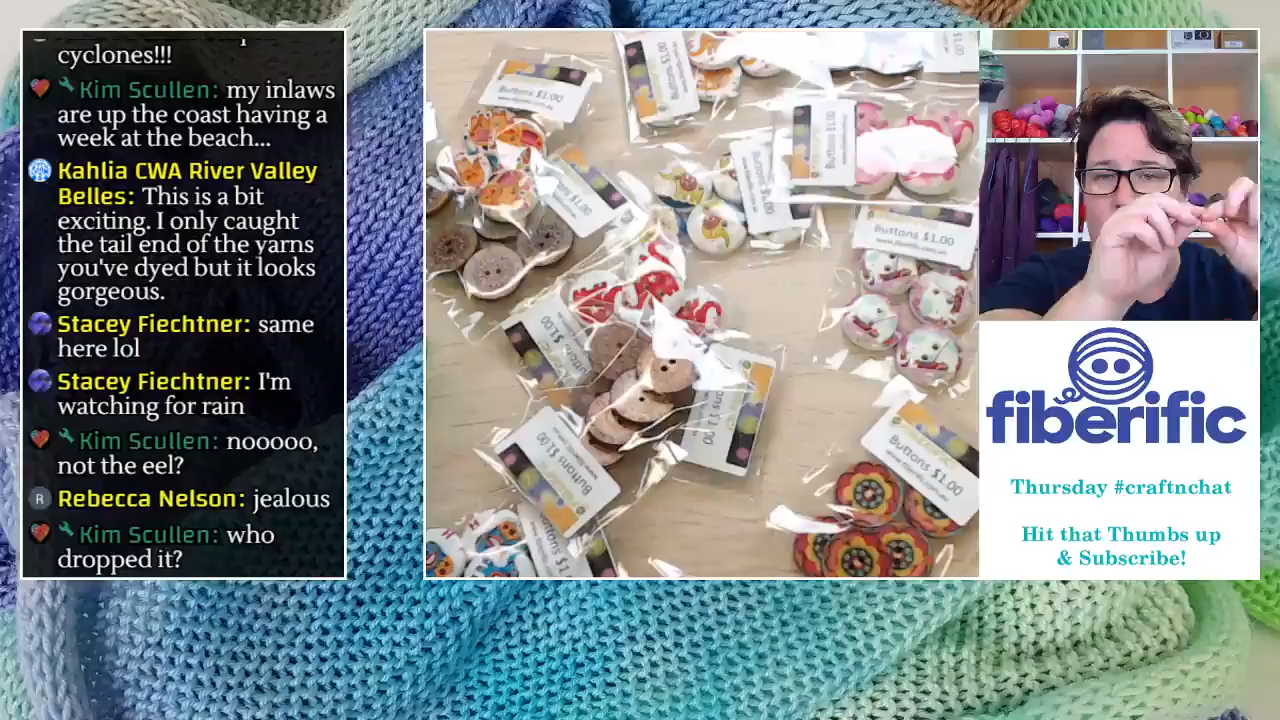 cyclones!!!
Kim Scullen: my inlaws
are up the coast having a
week at the beach...
Kahlia CWA River Valley
Belles: This is a bit
exciting. I only caught
the tail end of the yarns
you've dyed but it looks
gorgeous.
Stacey Fiechtner: same
here lol
Stacey Fiechtner: I'm
watching for rain
Kim Scullen: nooooo,
not the eel?
R Rebecca Nelson: jealous
Kim Scullen: who
dropped it?
Buttons $1.00
Buttons $1.00
Buttons $1.00
Buttons $1.00
Buttons $1.00
fiberific
Thursday #craftnchat
Hit that Thumbs up
& Subscribe!